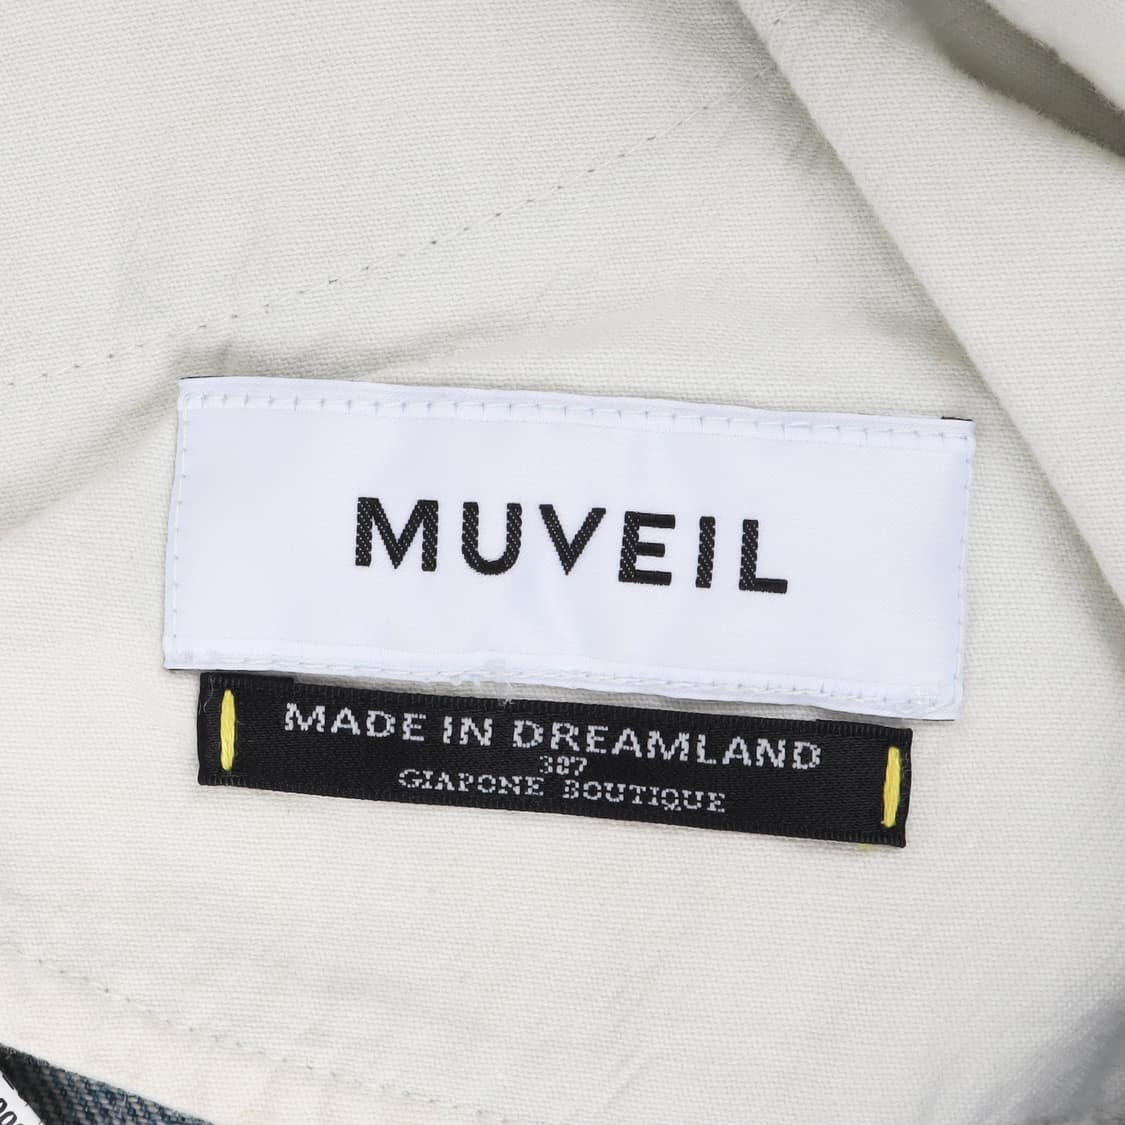 MUVEIL
MADE IN DREAMLAND
387
GIAPONE BOUTIQUE